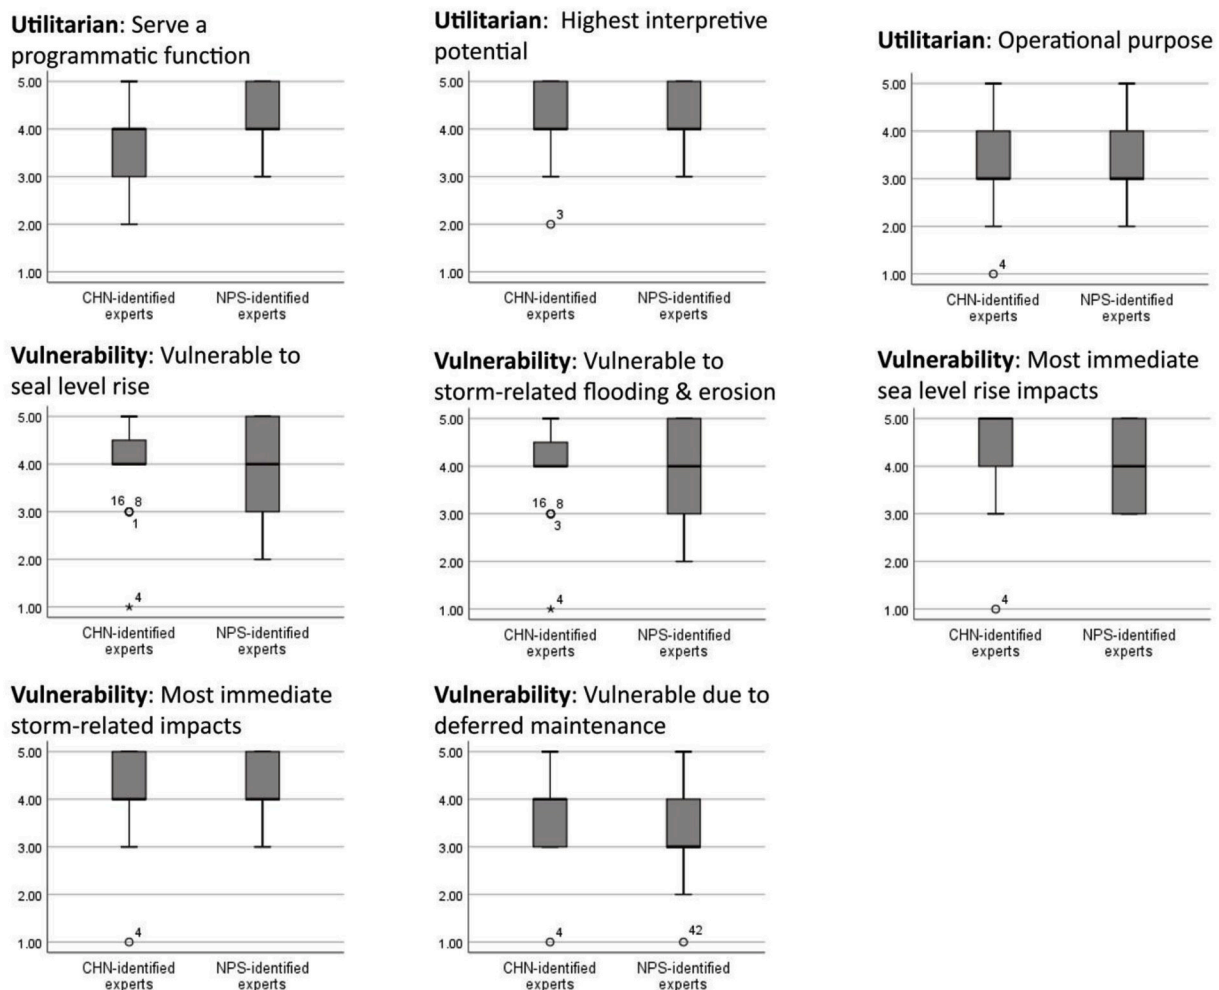 Utilitarian: Serve a
programmatic function
5.00
4.00
3.00
2.00
1.00
CHN-identified experts
NPS-identified experts
Utilitarian: Highest interpretive
potential
5.00
4.00
3.00
2.00
1.00
3
CHN-identified experts
NPS-identified experts
Utilitarian: Operational purpose
5.00
4.00
3.00
2.00
1.00
4
CHN-identified experts
NPS-identified experts
Vulnerability: Vulnerable to
seal level rise
5.00
4.00
3.00
2.00
1.00
16 8
1
4
CHN-identified experts
NPS-identified experts
Vulnerability: Vulnerable to
storm-related flooding & erosion
5.00
4.00
3.00
2.00
1.00
16 8
3
4
CHN-identified experts
NPS-identified experts
Vulnerability: Most immediate
sea level rise impacts
5.00
4.00
3.00
2.00
1.00
4
CHN-identified experts
NPS-identified experts
Vulnerability: Most immediate
storm-related impacts
5.00
4.00
3.00
2.00
1.00
4
CHN-identified experts
NPS-identified experts
Vulnerability: Vulnerable due to
deferred maintenance
5.00
4.00
3.00
2.00
1.00
4
42
CHN-identified experts
NPS-identified experts